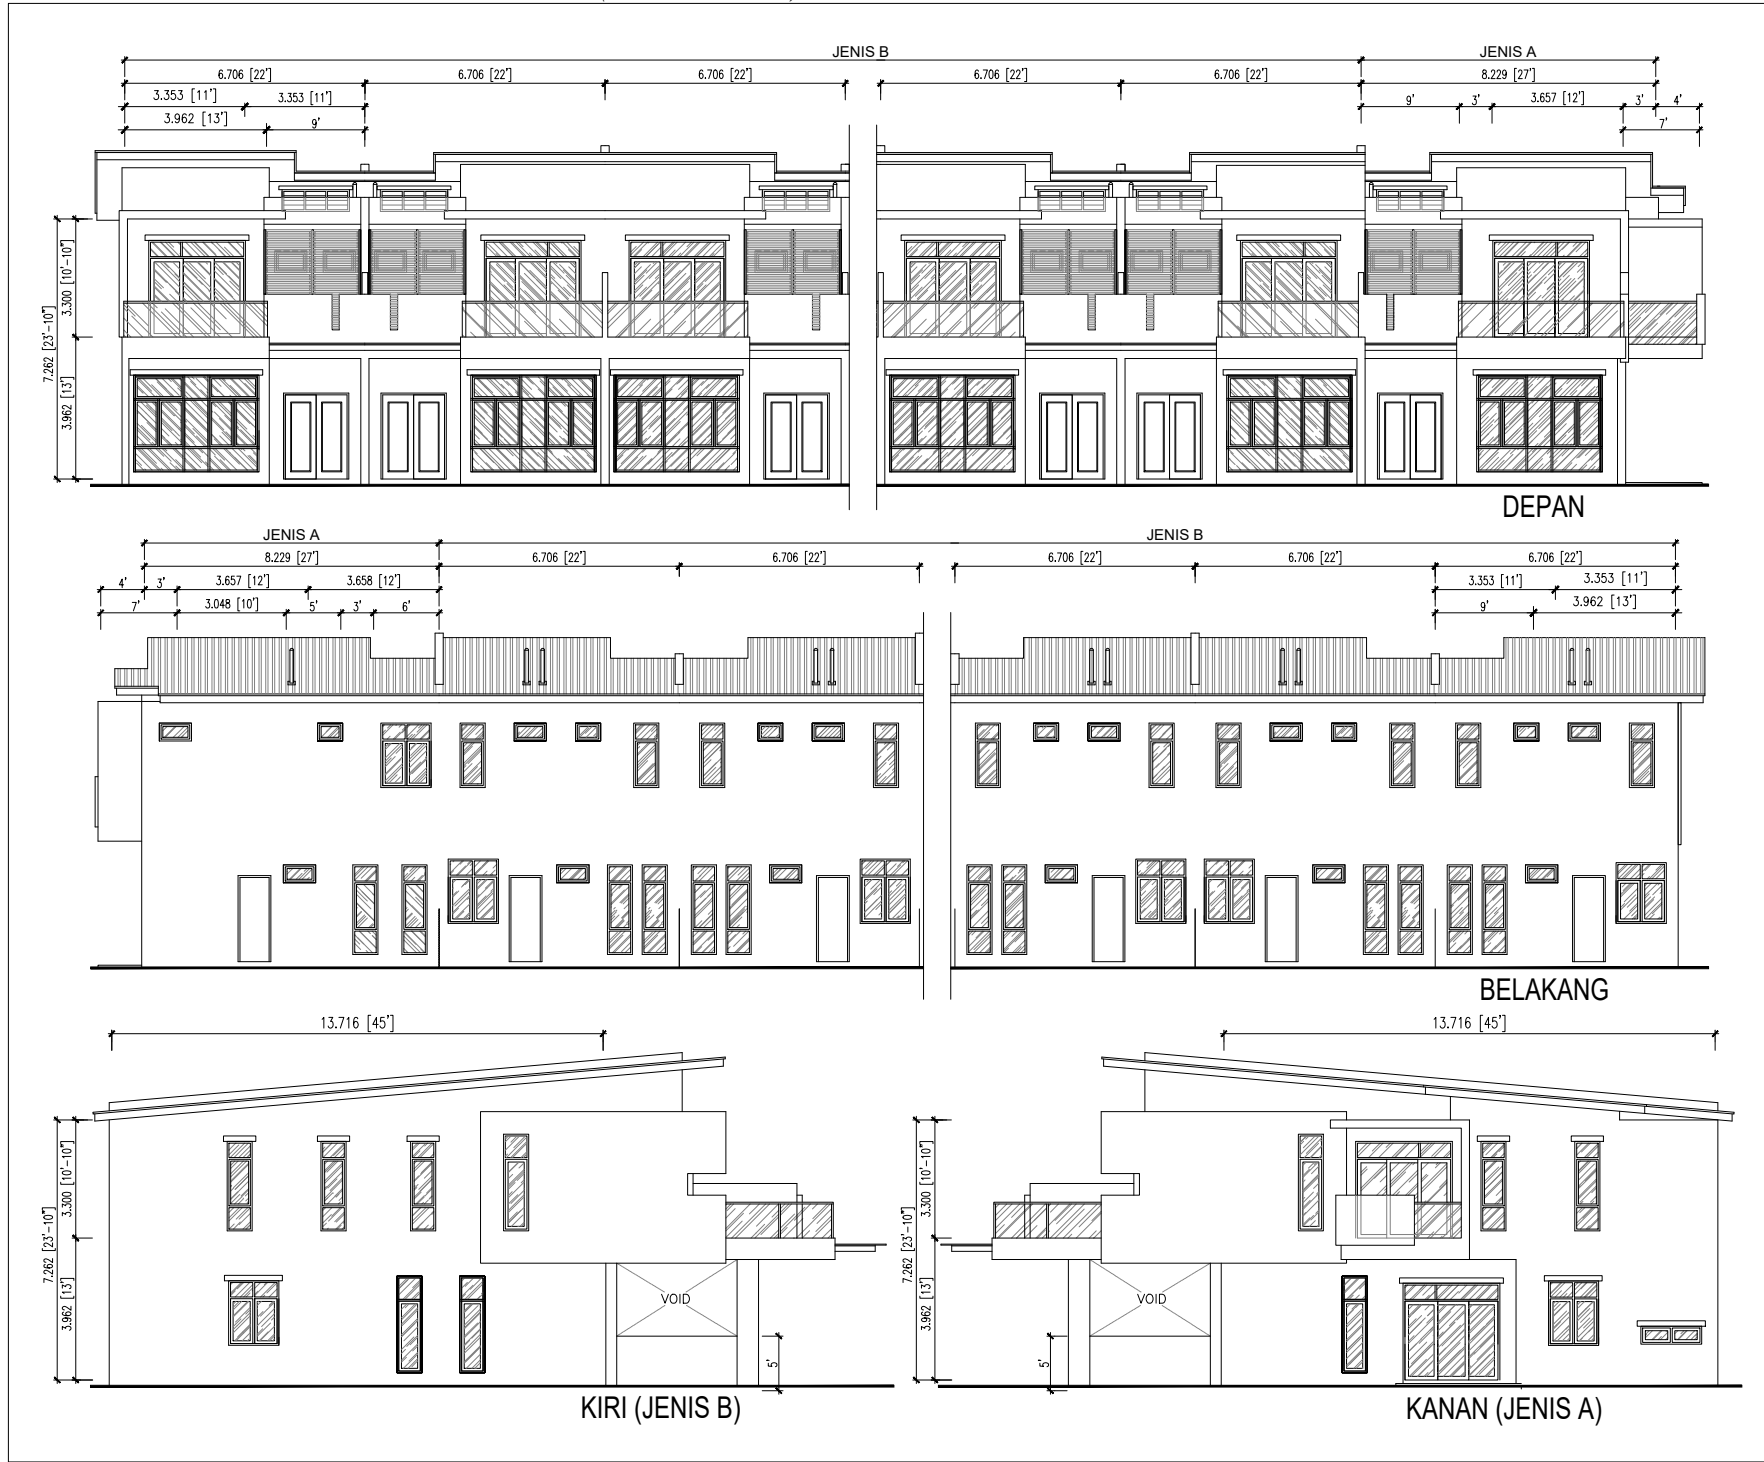 JENIS B JENIS A
6.706 [22'] 6.706 [22'] 6.706 [22'] 6.706 [22'] 6.706 [22'] 8.229 [27']
3.353 [11'] 3.353 [11'] 9' 3' 3.657 [12'] 3' 4'
3.962 [13'] 9' 7'
7.262 [23'-10"]
3.300 [10'-10"]
3.962 [13']
DEPAN
JENIS A JENIS B
8.229 [27'] 6.706 [22'] 6.706 [22'] 6.706 [22'] 6.706 [22'] 6.706 [22']
4' 3' 3.657 [12'] 3.658 [12'] 3.353 [11'] 3.353 [11']
7' 3.048 [10'] 5' 3' 6' 9' 3.962 [13']
BELAKANG
13.716 [45'] 13.716 [45']
7.262 [23'-10"]
3.300 [10'-10"]
3.962 [13']
VOID
5'
KIRI (JENIS B)
7.262 [23'-10"]
3.300 [10'-10"]
3.962 [13']
VOID
5'
KANAN (JENIS A)